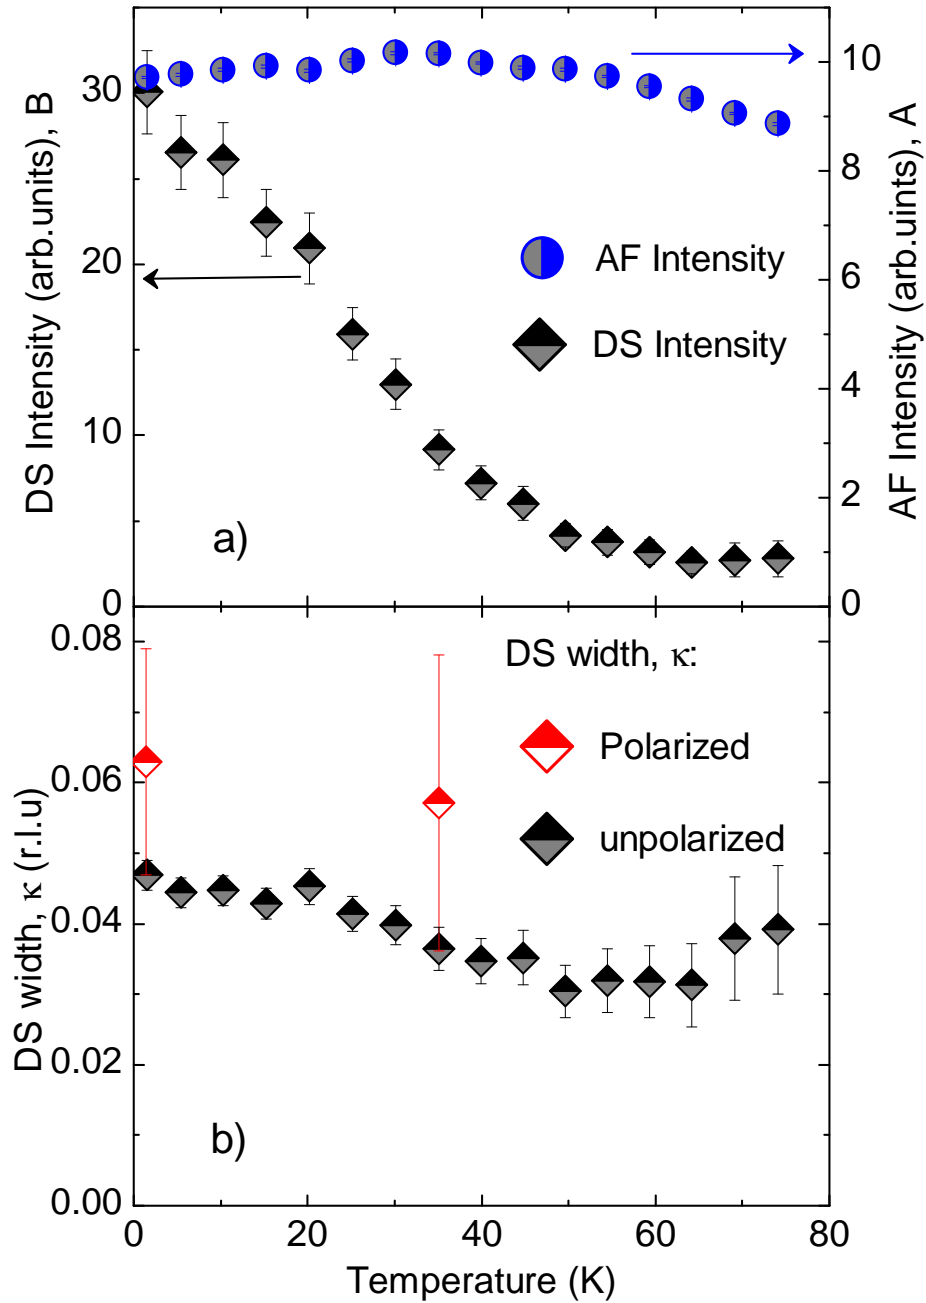 DS Intensity (arb.units), B
30
20
10
0
AF Intensity (arb.uints), A
10
8
6
4
2
0
AF Intensity
DS Intensity
a)
DS width, κ (r.l.u)
0.08
0.06
0.04
0.02
0.00
DS width, κ:
Polarized
unpolarized
b)
0 20 40 60 80
Temperature (K)